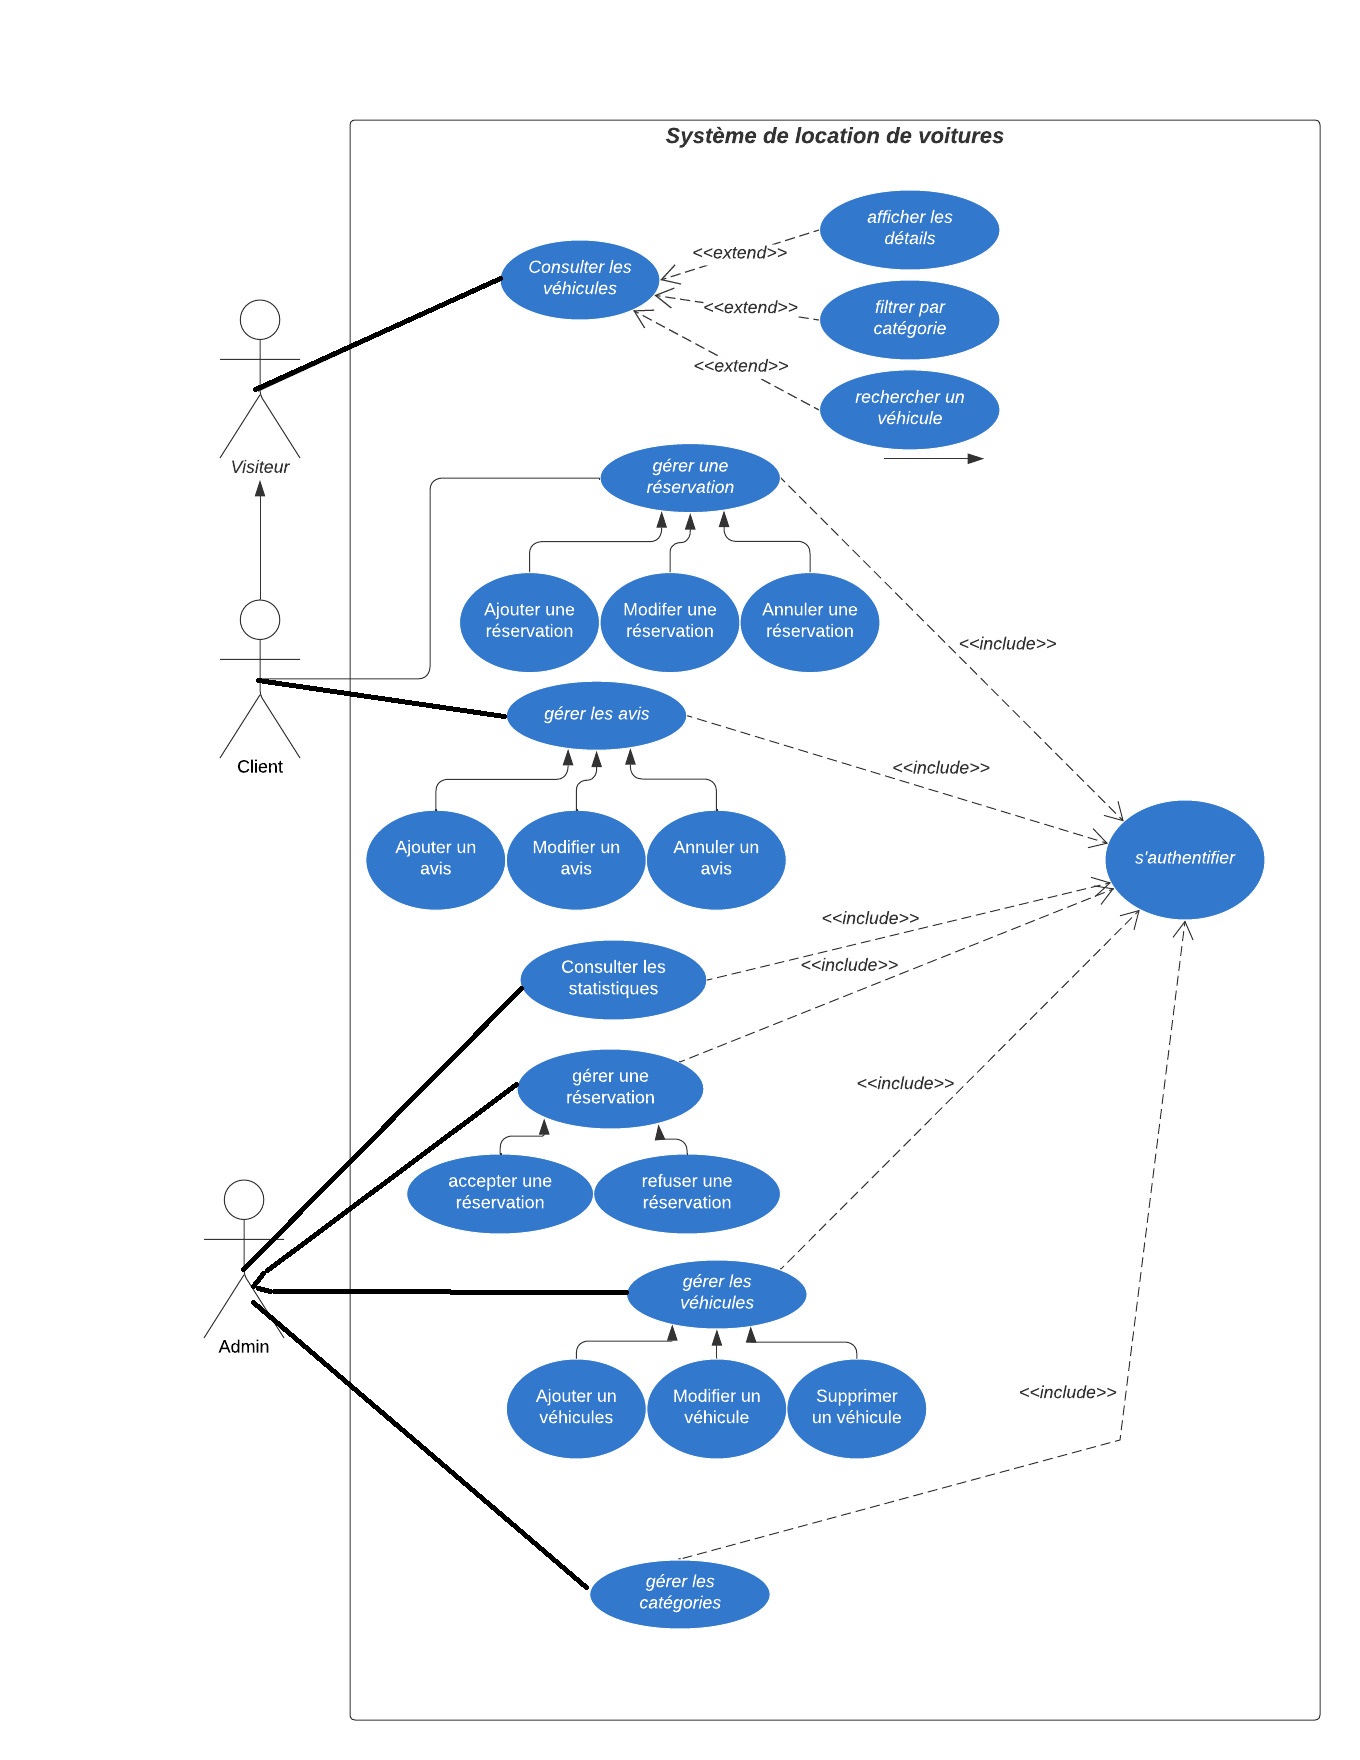 Système de location de voitures
afficher les
détails
<<extend>>
Consulter les
véhicules
<<extend>>
filtrer par
catégorie
<<extend>>
rechercher un
véhicule
Visiteur
gérer une
réservation
Ajouter une
réservation
Modifer une
réservation
Annuler une
réservation
<<include>>
gérer les avis
Client
<<include>>
Ajouter un
avis
Modifier un
avis
Annuler un
avis
s'authentifier
<<include>>
Consulter les
statistiques
<<include>>
gérer une
réservation
<<include>>
accepter une
réservation
refuser une
réservation
gérer les
véhicules
Admin
Ajouter un
véhicules
Modifier un
véhicule
Supprimer
un véhicule
<<include>>
gérer les
catégories